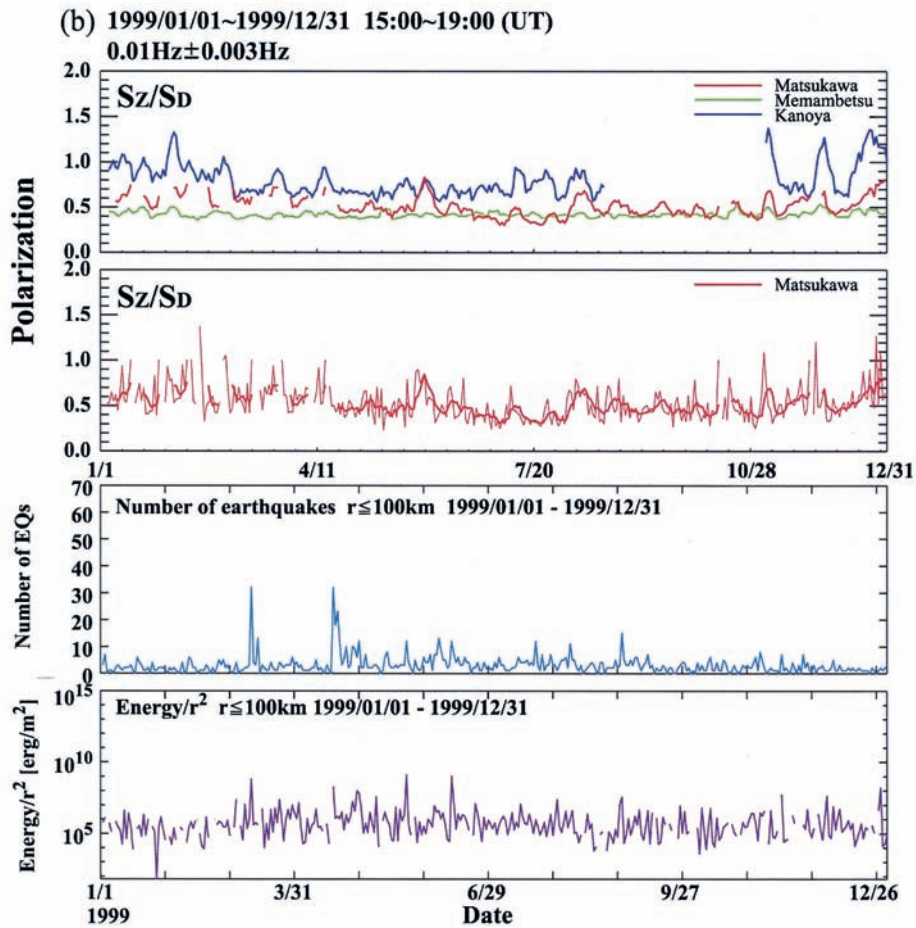 (b) 1999/01/01~1999/12/31 15:00~19:00 (UT)
0.01Hz±0.003Hz
Polarization
2.0
1.5
1.0
0.5
0.0
SZ/SD
Matsukawa
Memambetsu
Kanoya
2.0
1.5
1.0
0.5
0.0
SZ/SD
Matsukawa
1/1 4/11 7/20 10/28 12/31
Number of EQs
70
60
50
40
30
20
10
0
Number of earthquakes r≦100km 1999/01/01 - 1999/12/31
Energy/r² [erg/m²]
10¹⁵
10¹⁰
10⁵
Energy/r² r≦100km 1999/01/01 - 1999/12/31
1/1 3/31 6/29 9/27 12/26
1999
Date